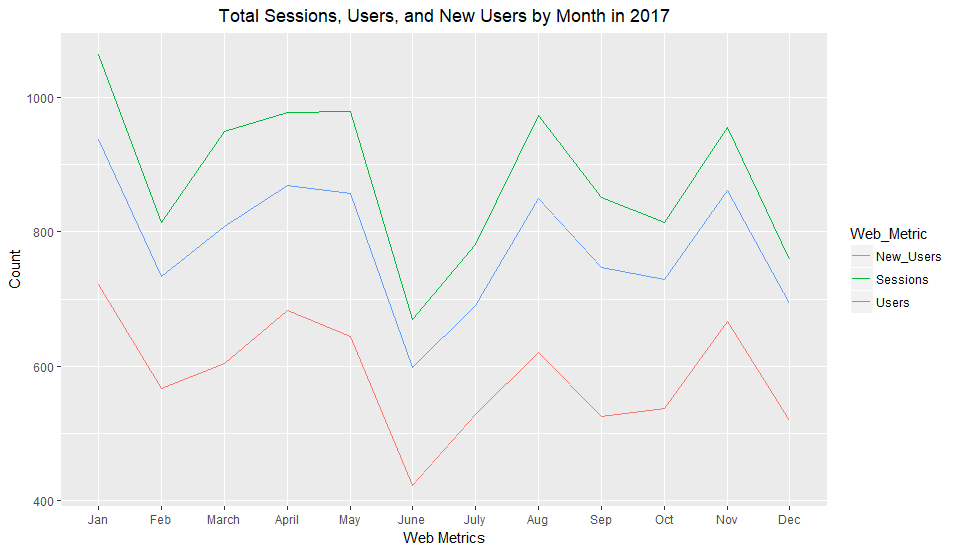 Total Sessions, Users, and New Users by Month in 2017
Count
1000
800
600
400
Jan Feb March April May June July Aug Sep Oct Nov Dec
Web Metrics
Web_Metric
New_Users
Sessions
Users